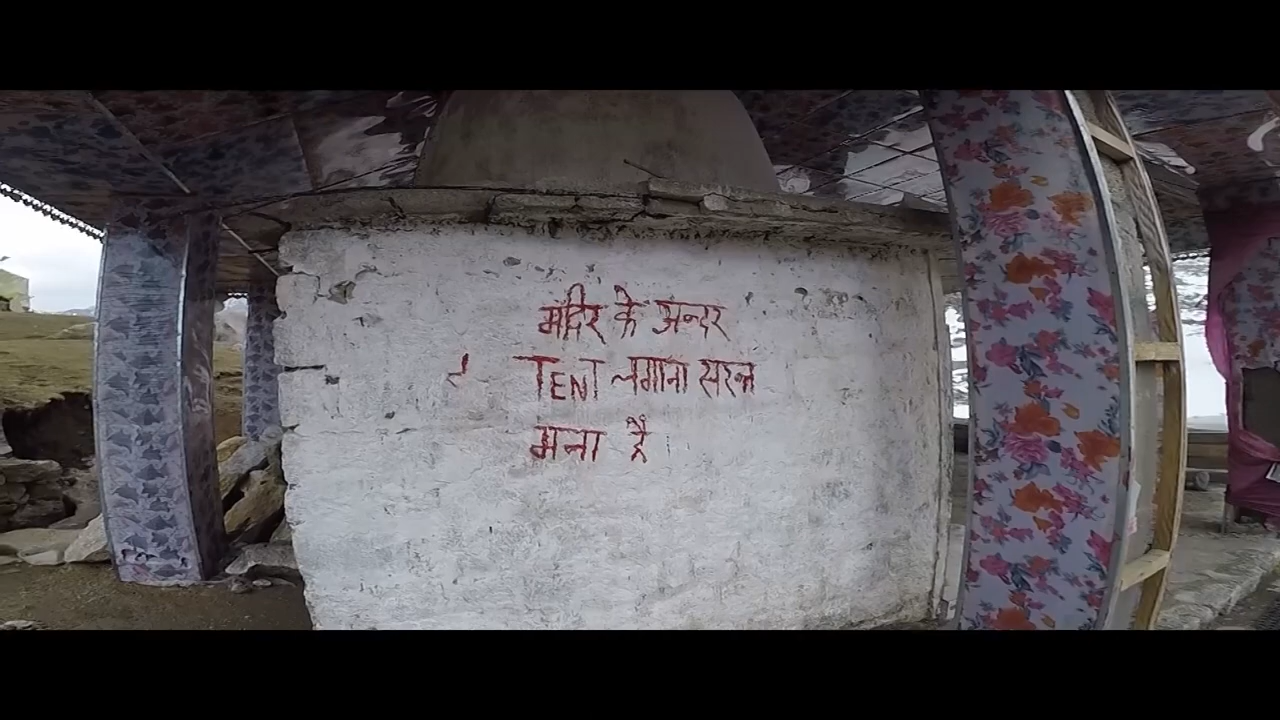 मंदिर के अन्दर
TENT लगाना सख्त
मना है।